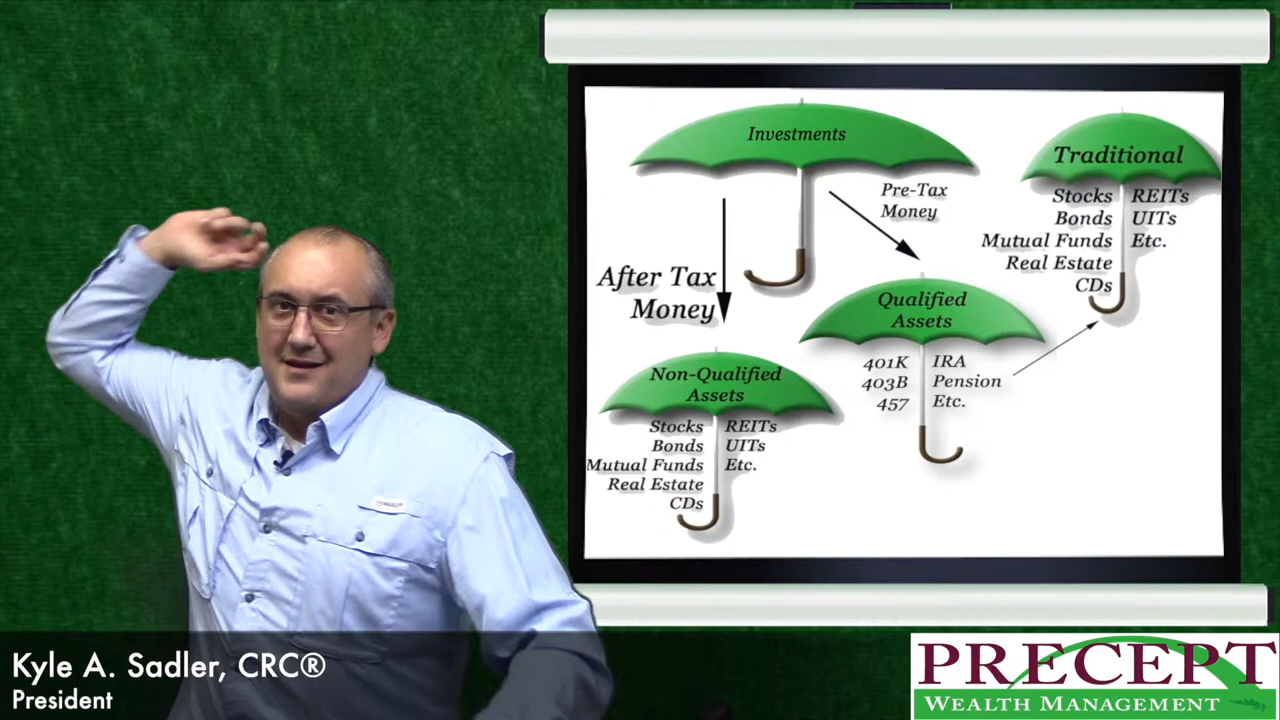 Investments
Pre-Tax
Money
After Tax
Money
Traditional
Stocks REITs
Bonds UITs
Mutual Funds Etc.
Real Estate
CDs
Qualified
Assets
401K IRA
403B Pension
457 Etc.
Non-Qualified
Assets
Stocks REITs
Bonds UITs
Mutual Funds Etc.
Real Estate
CDs
Kyle A. Sadler, CRC®
President
PRECEPT
WEALTH MANAGEMENT